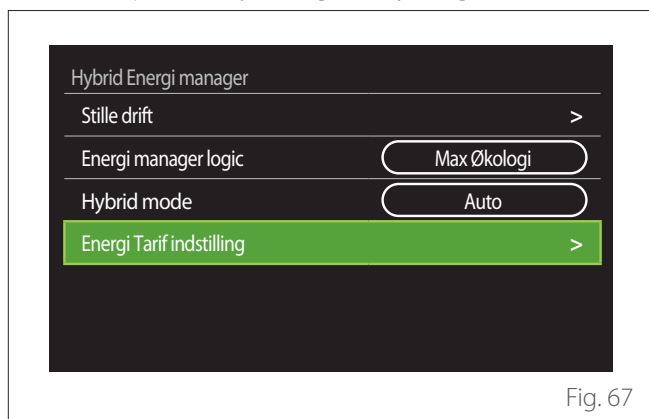 Hybrid Energi manager
Stille drift >
Energi manager logic Max Økologi
Hybrid mode Auto
Energi Tarif indstilling >
Fig. 67